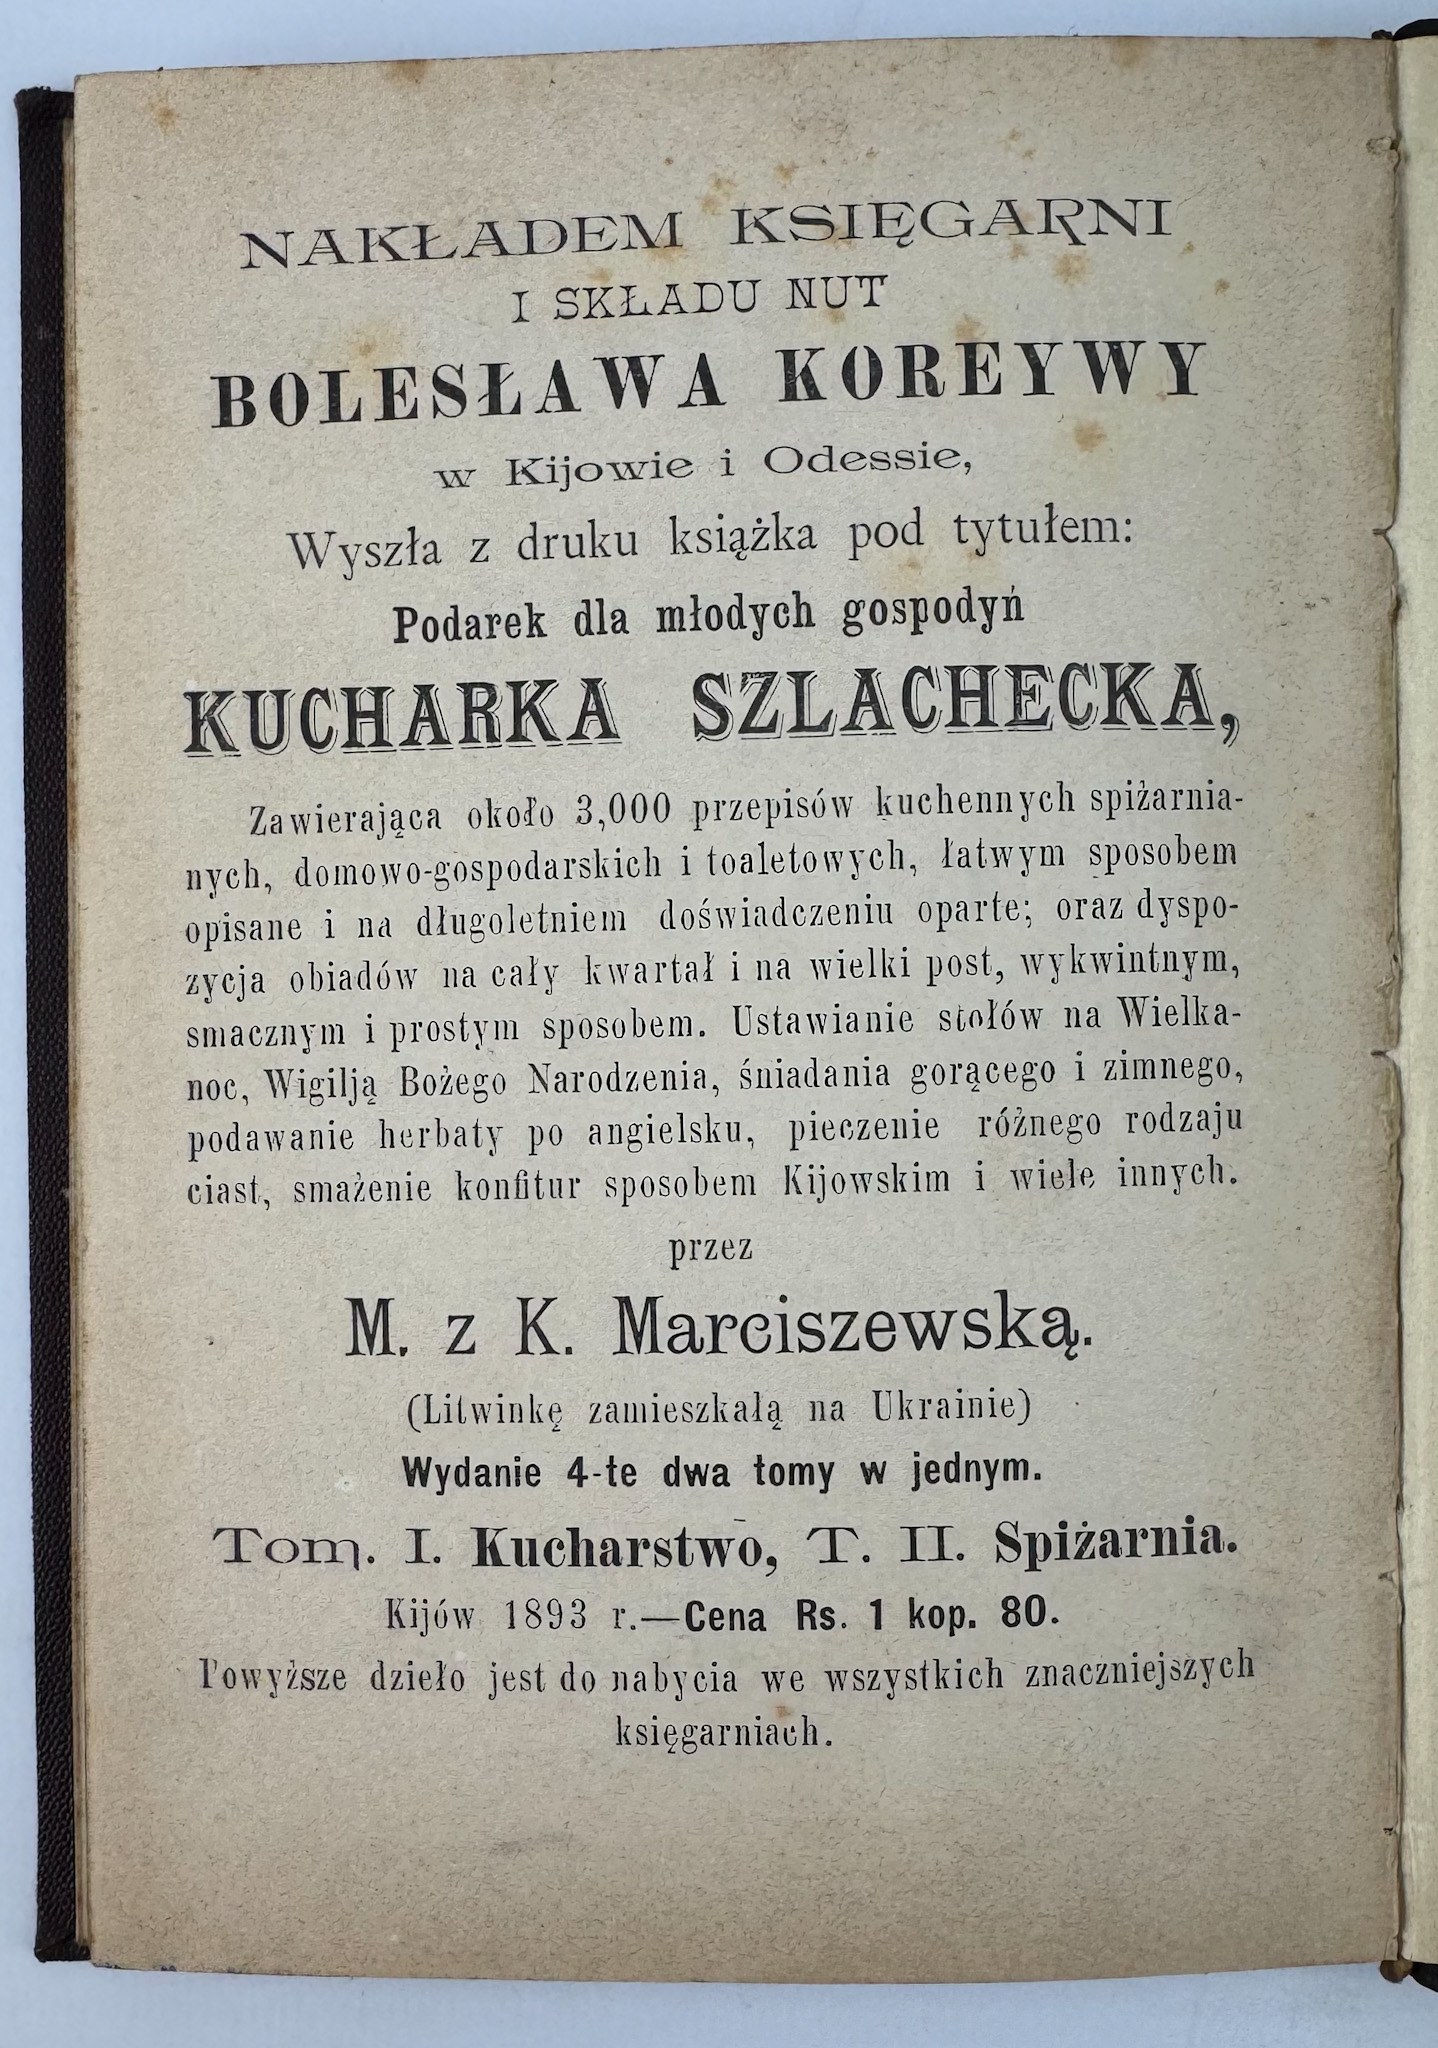 NAKŁADEM KSIĘGARNI
I SKŁADU NUT
BOLESŁAWA KOREYWY
w Kijowie i Odessie,
Wyszła z druku książka pod tytułem:
Podarek dla młodych gospodyń
KUCHARKA SZLACHECKA,
Zawierająca około 3,000 przepisów kuchennych spiżarnia-
nych, domowo-gospodarskich i toaletowych, łatwym sposobem
opisane i na długoletniem doświadczeniu oparte; oraz dyspo-
zycja obiadów na cały kwartał i na wielki post, wykwintnym,
smacznym i prostym sposobem. Ustawianie stołów na Wielka-
noc, Wigilją Bożego Narodzenia, śniadania gorącego i zimnego,
podawanie herbaty po angielsku, pieczenie różnego rodzaju
ciast, smażenie konfitur sposobem Kijowskim i wiele innych.
przez
M. z K. Marciszewską.
(Litwinkę zamieszkałą na Ukrainie)
Wydanie 4-te dwa tomy w jednym.
Tom. I. Kucharstwo, T. II. Spiżarnia.
Kijów 1893 r.—Cena Rs. 1 kop. 80.
Powyższe dzieło jest do nabycia we wszystkich znaczniejszych
księgarniach.